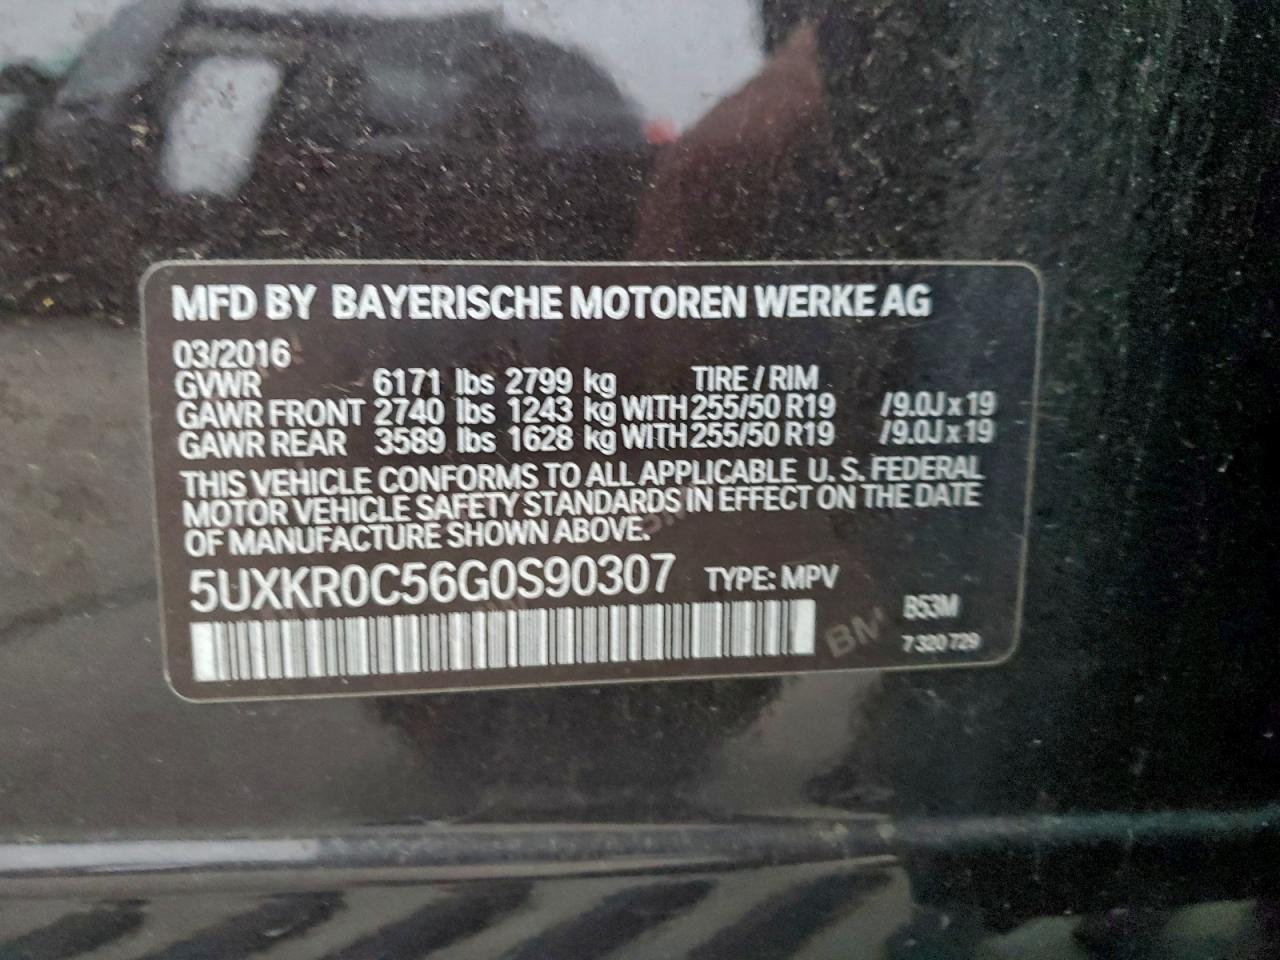 MFD BY BAYERISCHE MOTOREN WERKE AG
03/2016
GVWR 6171 lbs 2799 kg TIRE / RIM
GAWR FRONT 2740 lbs 1243 kg WITH 255/50 R19 /9.0J x 19
GAWR REAR 3589 lbs 1628 kg WITH 255/50 R19 /9.0J x 19
THIS VEHICLE CONFORMS TO ALL APPLICABLE U.S. FEDERAL
MOTOR VEHICLE SAFETY STANDARDS IN EFFECT ON THE DATE
OF MANUFACTURE SHOWN ABOVE.
5UXKR0C56G0S90307 TYPE: MPV
B53M
BM
7 320 729